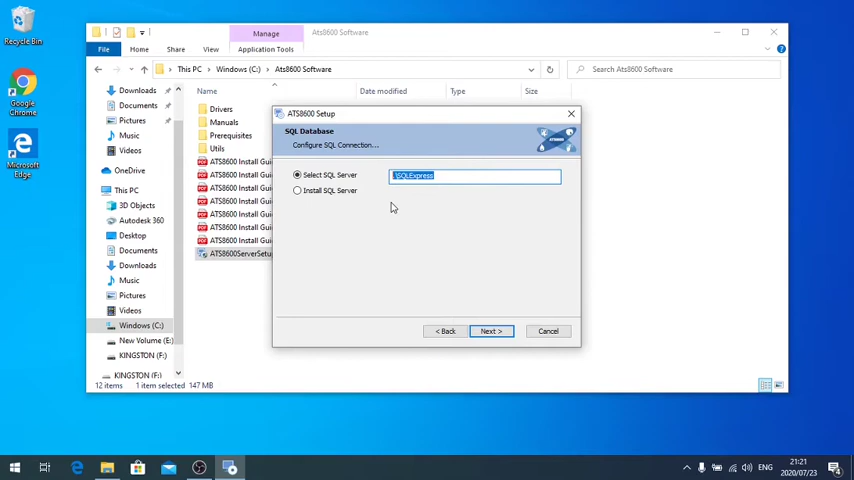 Recycle Bin
Google
Chrome
Microsoft
Edge
Manage
Ats8600 Software
File
Home
Share
View
Application Tools
This PC
Windows (C:)
Ats8600 Software
Search Ats8600 Software
Downloads
Documents
Pictures
Music
Videos
OneDrive
This PC
3D Objects
Autodesk 360
Desktop
Documents
Downloads
Music
Pictures
Videos
Windows (C:)
New Volume (E:)
KINGSTON (F:)
KINGSTON (F:)
Name
Date modified
Type
Size
Drivers
Manuals
Prerequisites
Utils
ATS8600 Install Gui
ATS8600 Install Gui
ATS8600 Install Gui
ATS8600 Install Gui
ATS8600 Install Gui
ATS8600 Install Gui
ATS8600 Install Gui
ATS8600ServerSetu
ATS8600 Setup
SQL Database
Configure SQL Connection...
Select SQL Server
.\SQLExpress
Install SQL Server
< Back
Next >
Cancel
12 items
1 item selected
147 MB
ENG
21:21
2020/07/23
4